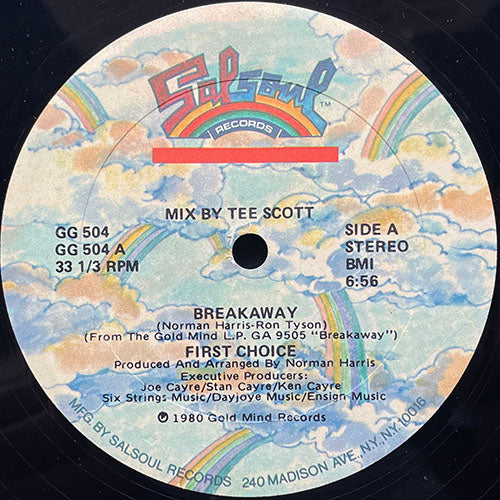 Salsoul
TM
RECORDS
MIX BY TEE SCOTT
GG 504
GG 504 A
33 1/3 RPM
SIDE A
STEREO
BMI
6:56
BREAKAWAY
(Norman Harris-Ron Tyson)
(From The Gold Mind L.P. GA 9505 "Breakaway")
FIRST CHOICE
Produced And Arranged By Norman Harris
Executive Producers:
Joe Cayre/Stan Cayre/Ken Cayre
Six Strings Music/Dayjoye Music/Ensign Music
℗ 1980 Gold Mind Records
MFG. BY SALSOUL RECORDS 240 MADISON AVE., N.Y., N.Y. 10016